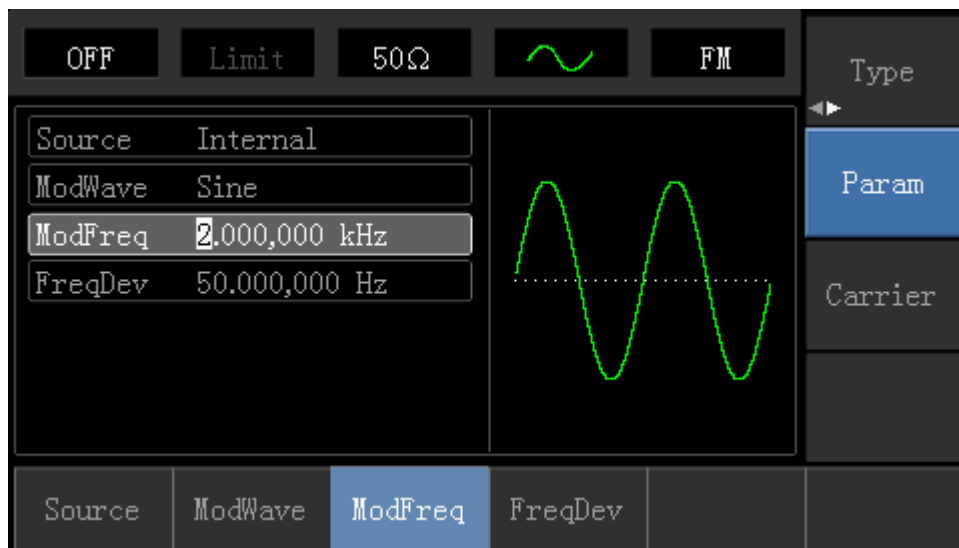 OFF Limit 50Ω FM
Type
Source Internal
ModWave Sine
ModFreq 2.000,000 kHz
FreqDev 50.000,000 Hz
Param
Carrier
Source ModWave ModFreq FreqDev